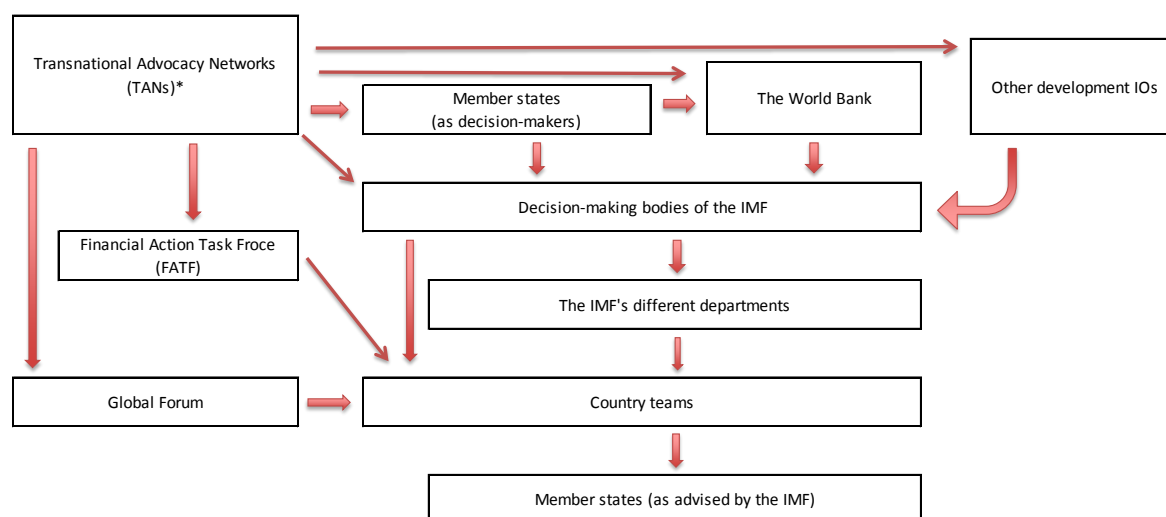 Transnational Advocacy Networks
(TANs)*
Member states
(as decision-makers)
The World Bank
Other development IOs
Decision-making bodies of the IMF
Financial Action Task Froce
(FATF)
The IMF's different departments
Global Forum
Country teams
Member states (as advised by the IMF)